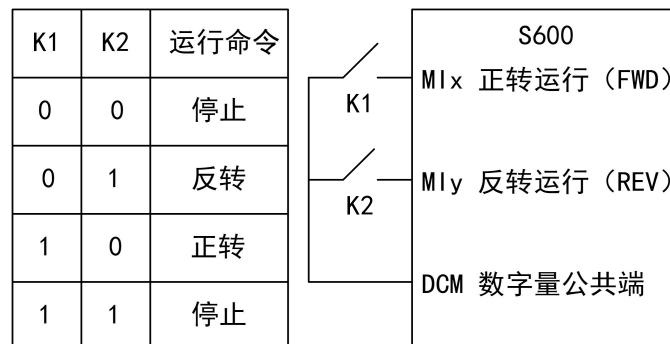 K1 K2 运行命令
0 0 停止
0 1 反转
1 0 正转
1 1 停止
S600
K1
MIx 正转运行（FWD）
K2
MIy 反转运行（REV）
DCM 数字量公共端